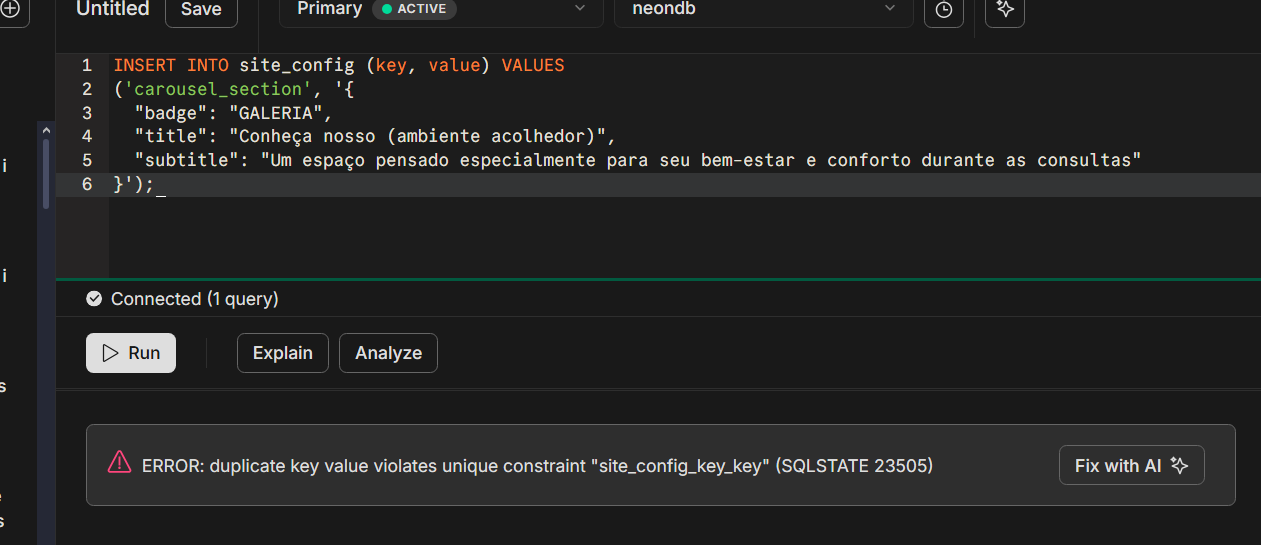 Untitled Save Primary ACTIVE neondb
1 INSERT INTO site_config (key, value) VALUES
2 ('carousel_section', '{
3 "badge": "GALERIA",
4 "title": "Conheça nosso (ambiente acolhedor)",
5 "subtitle": "Um espaço pensado especialmente para seu bem-estar e conforto durante as consultas"
6 }');
i
i
s
e
s
Connected (1 query)
Run Explain Analyze
ERROR: duplicate key value violates unique constraint "site_config_key_key" (SQLSTATE 23505) Fix with AI